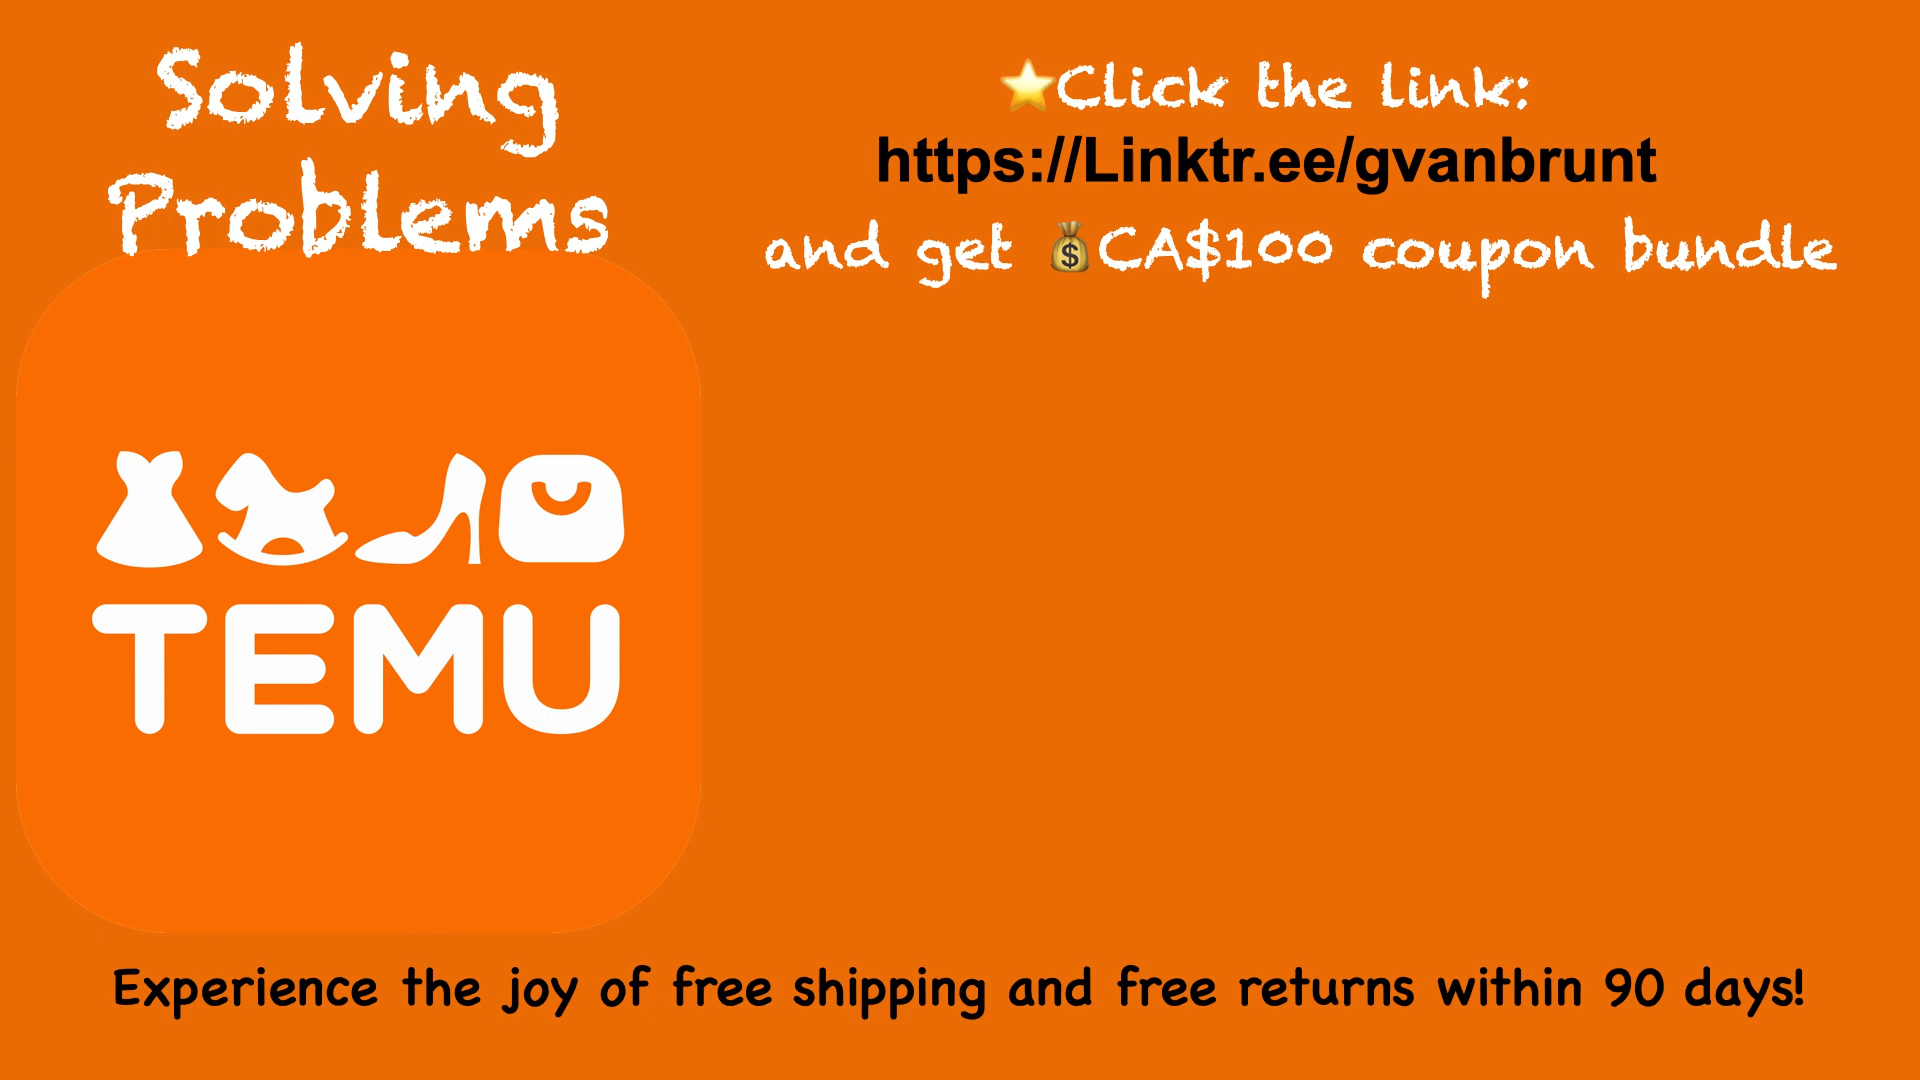 Solving
Problems
⭐Click the link:
https://Linktr.ee/gvanbrunt
and get 💰CA$100 coupon bundle
TEMU
Experience the joy of free shipping and free returns within 90 days!